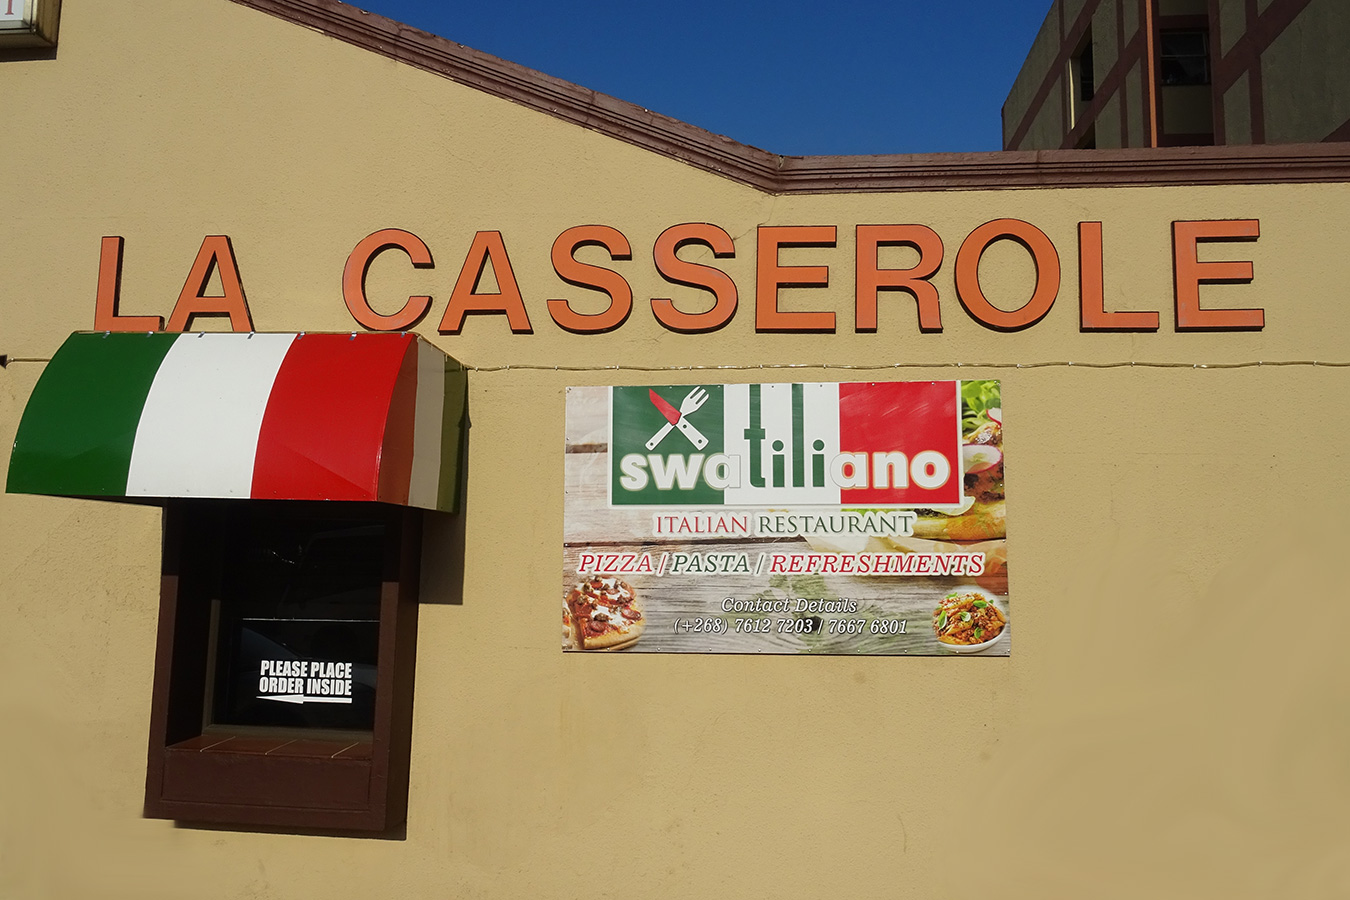 LA CASSEROLE
swatiliano
ITALIAN RESTAURANT
PIZZA / PASTA / REFRESHMENTS
Contact Details
(+268) 7612 7203 / 7667 6801
PLEASE PLACE
ORDER INSIDE